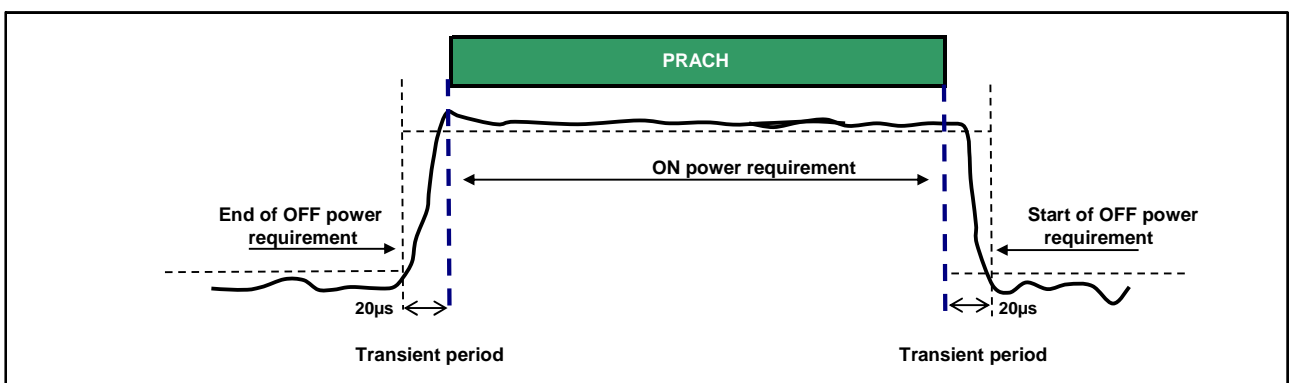 PRACH
ON power requirement
End of OFF power
requirement
Start of OFF power
requirement
20µs
20µs
Transient period
Transient period